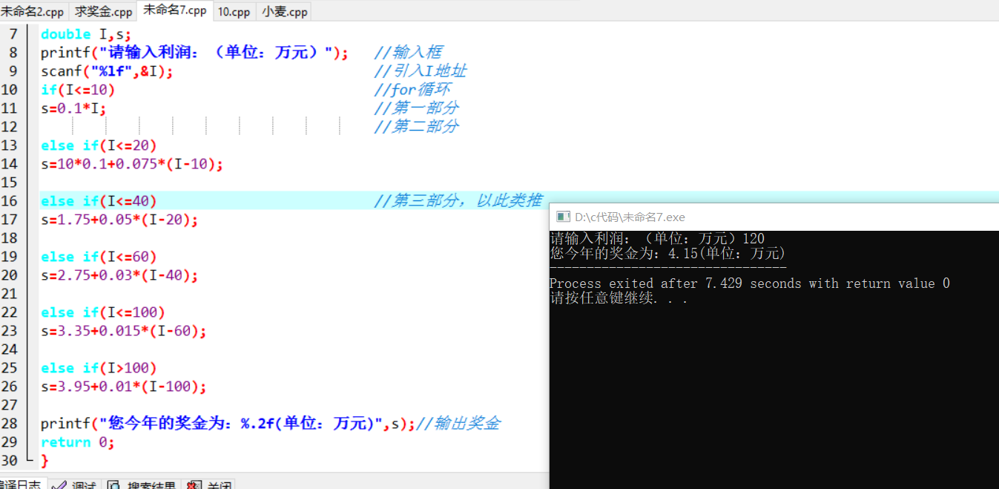 未命名2.cpp 求奖金.cpp 未命名7.cpp 10.cpp 小麦.cpp
7 double I,s;
8 printf("请输入利润：（单位：万元）"); //输入框
9 scanf("%lf",&I); //引入I地址
10 if(I<=10) //for循环
11 s=0.1*I; //第一部分
12 //第二部分
13 else if(I<=20)
14 s=10*0.1+0.075*(I-10);
15
16 else if(I<=40) //第三部分，以此类推
17 s=1.75+0.05*(I-20);
18
19 else if(I<=60)
20 s=2.75+0.03*(I-40);
21
22 else if(I<=100)
23 s=3.35+0.015*(I-60);
24
25 else if(I>100)
26 s=3.95+0.01*(I-100);
27
28 printf("您今年的奖金为：%.2f(单位：万元)",s);//输出奖金
29 return 0;
30 }
D:\c代码\未命名7.exe
请输入利润：（单位：万元）120
您今年的奖金为：4.15(单位：万元)
--------------------------------
Process exited after 7.429 seconds with return value 0
请按任意键继续. . .
编译日志 调试 搜索结果 关闭